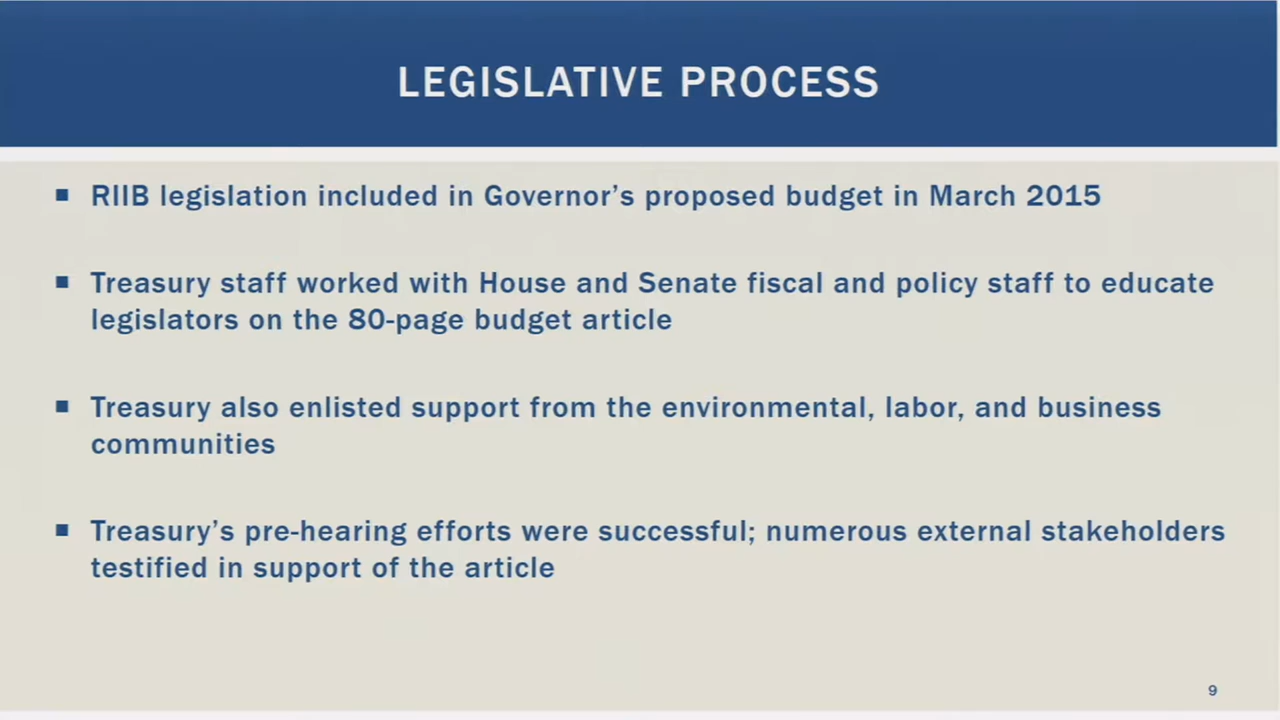 LEGISLATIVE PROCESS
▪ RIIB legislation included in Governor’s proposed budget in March 2015
▪ Treasury staff worked with House and Senate fiscal and policy staff to educate
legislators on the 80-page budget article
▪ Treasury also enlisted support from the environmental, labor, and business
communities
▪ Treasury’s pre-hearing efforts were successful; numerous external stakeholders
testified in support of the article
9